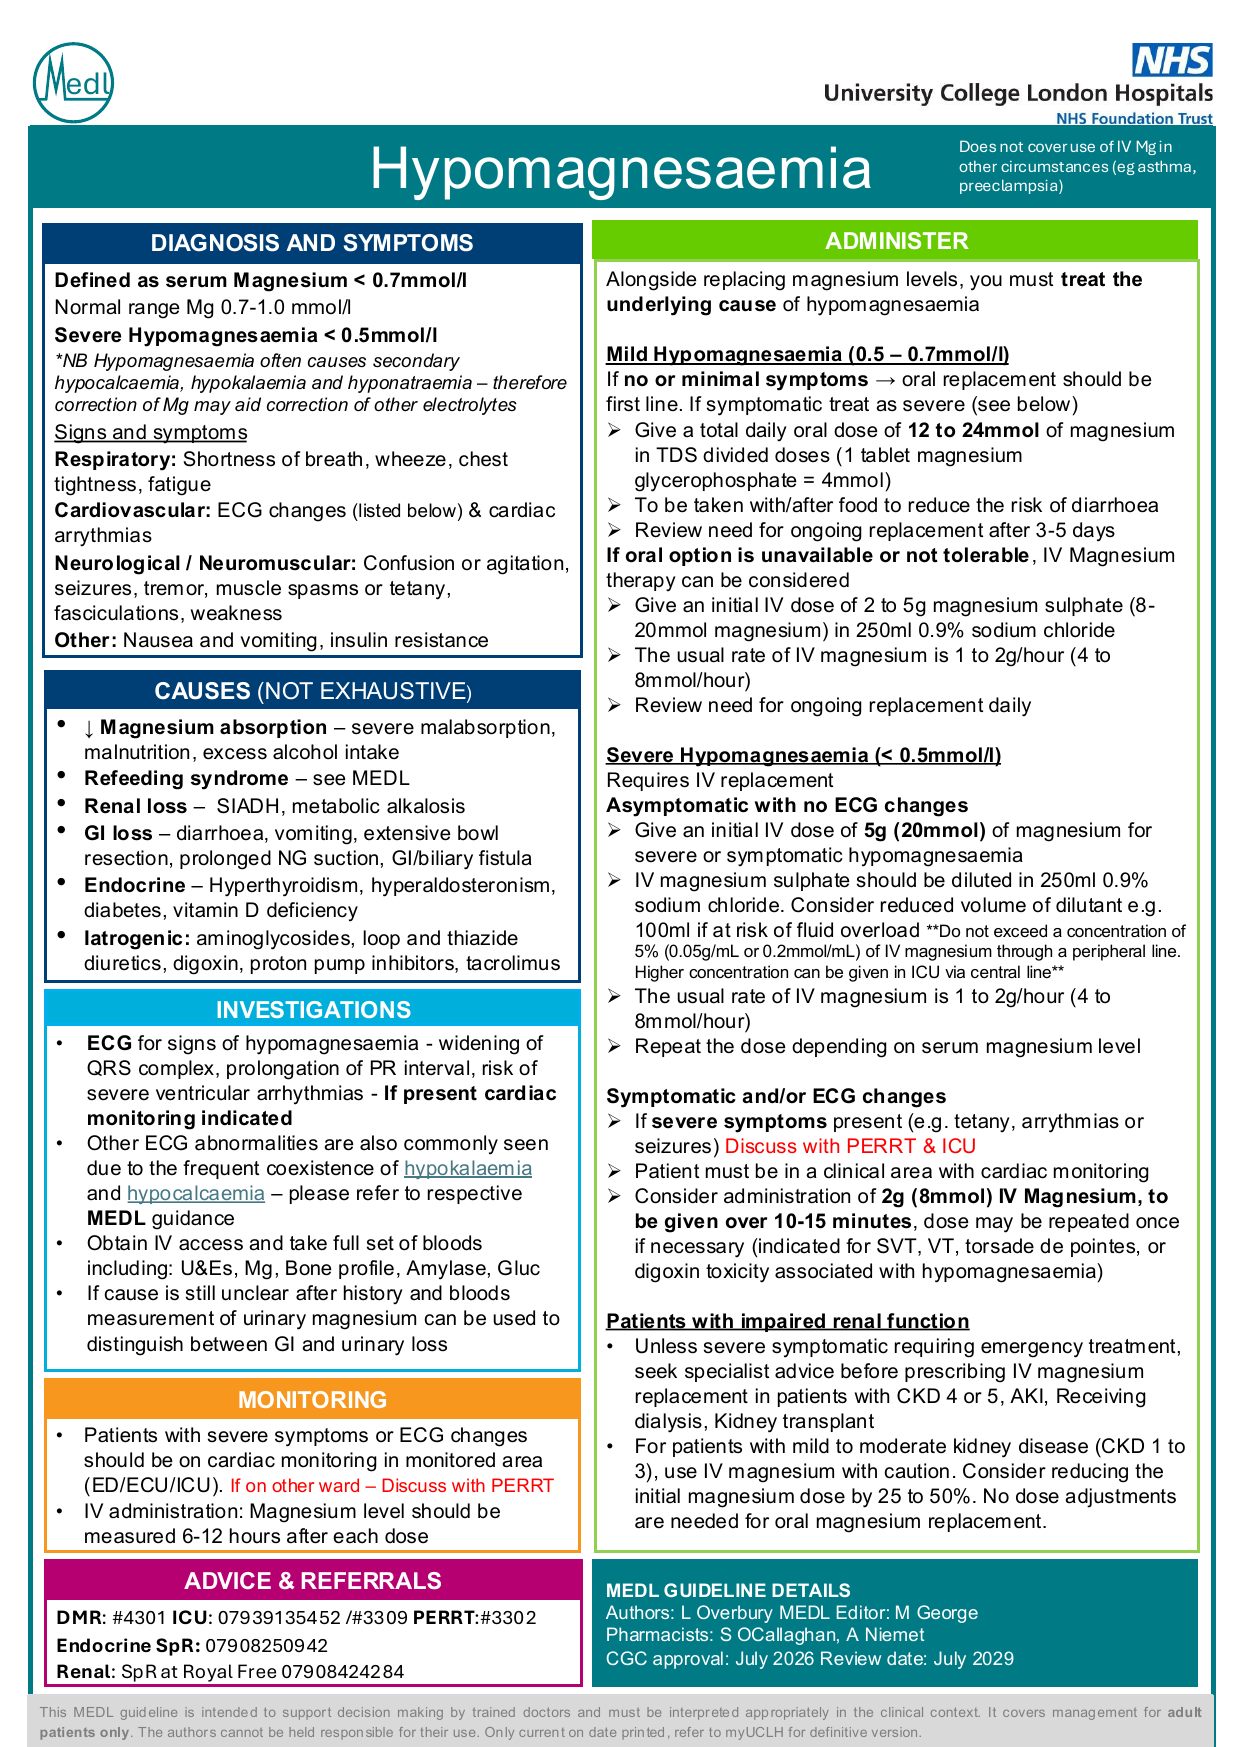 Medl
NHS
University College London Hospitals
NHS Foundation Trust
Hypomagnesaemia
Does not cover use of IV Mg in
other circumstances (eg asthma,
preeclampsia)
DIAGNOSIS AND SYMPTOMS
Defined as serum Magnesium < 0.7mmol/l
Normal range Mg 0.7-1.0 mmol/l
Severe Hypomagnesaemia < 0.5mmol/l
*NB Hypomagnesaemia often causes secondary
hypocalcaemia, hypokalaemia and hyponatraemia – therefore
correction of Mg may aid correction of other electrolytes
Signs and symptoms
Respiratory: Shortness of breath, wheeze, chest
tightness, fatigue
Cardiovascular: ECG changes (listed below) & cardiac
arrythmias
Neurological / Neuromuscular: Confusion or agitation,
seizures, tremor, muscle spasms or tetany,
fasciculations, weakness
Other: Nausea and vomiting, insulin resistance
CAUSES (NOT EXHAUSTIVE)
• ↓ Magnesium absorption – severe malabsorption,
malnutrition, excess alcohol intake
• Refeeding syndrome – see MEDL
• Renal loss – SIADH, metabolic alkalosis
• GI loss – diarrhoea, vomiting, extensive bowl
resection, prolonged NG suction, GI/biliary fistula
• Endocrine – Hyperthyroidism, hyperaldosteronism,
diabetes, vitamin D deficiency
• Iatrogenic: aminoglycosides, loop and thiazide
diuretics, digoxin, proton pump inhibitors, tacrolimus
INVESTIGATIONS
• ECG for signs of hypomagnesaemia - widening of
QRS complex, prolongation of PR interval, risk of
severe ventricular arrhythmias - If present cardiac
monitoring indicated
• Other ECG abnormalities are also commonly seen
due to the frequent coexistence of hypokalaemia
and hypocalcaemia – please refer to respective
MEDL guidance
• Obtain IV access and take full set of bloods
including: U&Es, Mg, Bone profile, Amylase, Gluc
• If cause is still unclear after history and bloods
measurement of urinary magnesium can be used to
distinguish between GI and urinary loss
MONITORING
• Patients with severe symptoms or ECG changes
should be on cardiac monitoring in monitored area
(ED/ECU/ICU). If on other ward – Discuss with PERRT
• IV administration: Magnesium level should be
measured 6-12 hours after each dose
ADVICE & REFERRALS
DMR: #4301 ICU: 07939135452 /#3309 PERRT:#3302
Endocrine SpR: 07908250942
Renal: SpR at Royal Free 07908424284
ADMINISTER
Alongside replacing magnesium levels, you must treat the
underlying cause of hypomagnesaemia
Mild Hypomagnesaemia (0.5 – 0.7mmol/l)
If no or minimal symptoms → oral replacement should be
first line. If symptomatic treat as severe (see below)
➢ Give a total daily oral dose of 12 to 24mmol of magnesium
in TDS divided doses (1 tablet magnesium
glycerophosphate = 4mmol)
➢ To be taken with/after food to reduce the risk of diarrhoea
➢ Review need for ongoing replacement after 3-5 days
If oral option is unavailable or not tolerable, IV Magnesium
therapy can be considered
➢ Give an initial IV dose of 2 to 5g magnesium sulphate (8-
20mmol magnesium) in 250ml 0.9% sodium chloride
➢ The usual rate of IV magnesium is 1 to 2g/hour (4 to
8mmol/hour)
➢ Review need for ongoing replacement daily
Severe Hypomagnesaemia (< 0.5mmol/l)
Requires IV replacement
Asymptomatic with no ECG changes
➢ Give an initial IV dose of 5g (20mmol) of magnesium for
severe or symptomatic hypomagnesaemia
➢ IV magnesium sulphate should be diluted in 250ml 0.9%
sodium chloride. Consider reduced volume of dilutant e.g.
100ml if at risk of fluid overload **Do not exceed a concentration of
5% (0.05g/mL or 0.2mmol/mL) of IV magnesium through a peripheral line.
Higher concentration can be given in ICU via central line**
➢ The usual rate of IV magnesium is 1 to 2g/hour (4 to
8mmol/hour)
➢ Repeat the dose depending on serum magnesium level
Symptomatic and/or ECG changes
➢ If severe symptoms present (e.g. tetany, arrythmias or
seizures) Discuss with PERRT & ICU
➢ Patient must be in a clinical area with cardiac monitoring
➢ Consider administration of 2g (8mmol) IV Magnesium, to
be given over 10-15 minutes, dose may be repeated once
if necessary (indicated for SVT, VT, torsade de pointes, or
digoxin toxicity associated with hypomagnesaemia)
Patients with impaired renal function
• Unless severe symptomatic requiring emergency treatment,
seek specialist advice before prescribing IV magnesium
replacement in patients with CKD 4 or 5, AKI, Receiving
dialysis, Kidney transplant
• For patients with mild to moderate kidney disease (CKD 1 to
3), use IV magnesium with caution. Consider reducing the
initial magnesium dose by 25 to 50%. No dose adjustments
are needed for oral magnesium replacement.
MEDL GUIDELINE DETAILS
Authors: L Overbury MEDL Editor: M George
Pharmacists: S OCallaghan, A Niemet
CGC approval: July 2026 Review date: July 2029
This MEDL guideline is intended to support decision making by trained doctors and must be interpreted appropriately in the clinical context. It covers management for adult
patients only. The authors cannot be held responsible for their use. Only current on date printed, refer to myUCLH for definitive version.